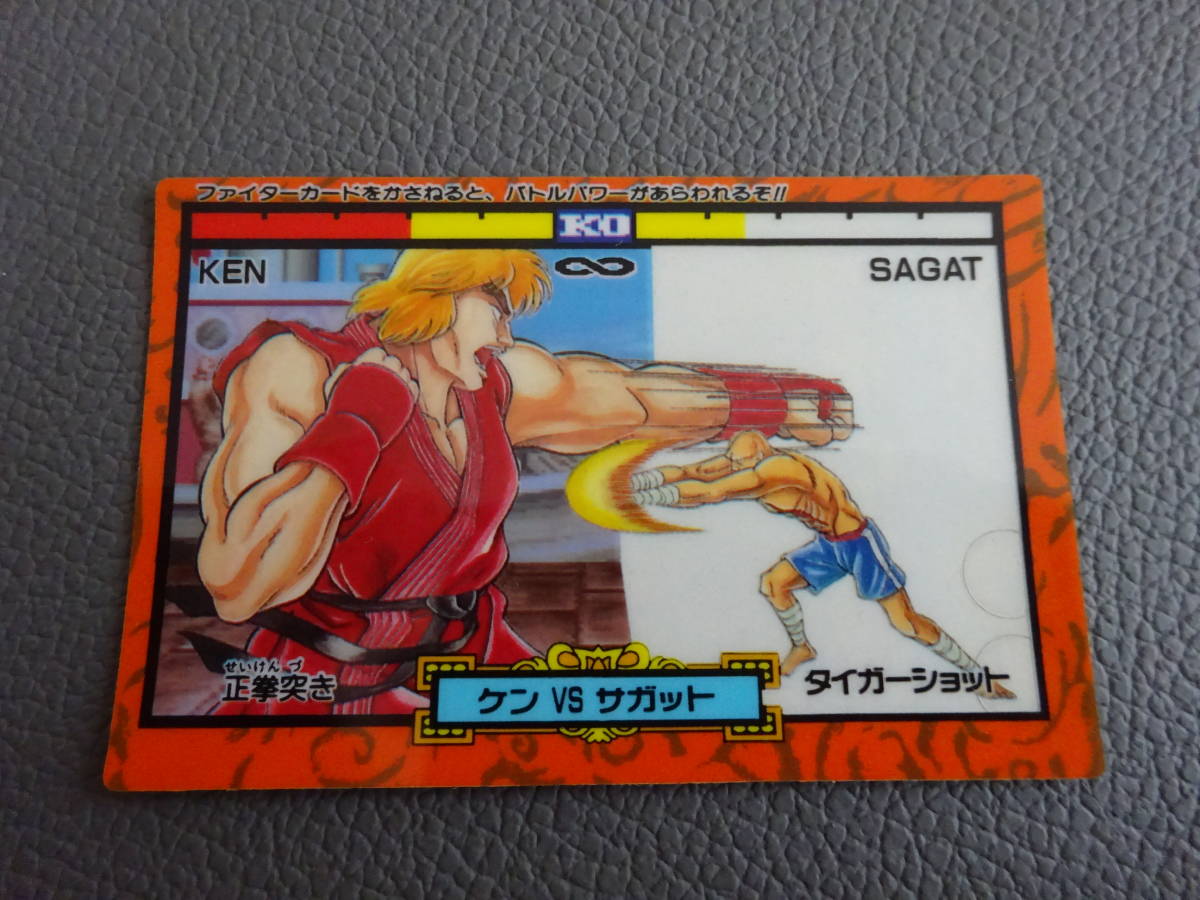 ファイターカードをかさねると、バトルパワーがあらわれるぞ!!
KO
KEN
∞
SAGAT
せいけん づ
正拳突き
ケン VS サガット
タイガーショット